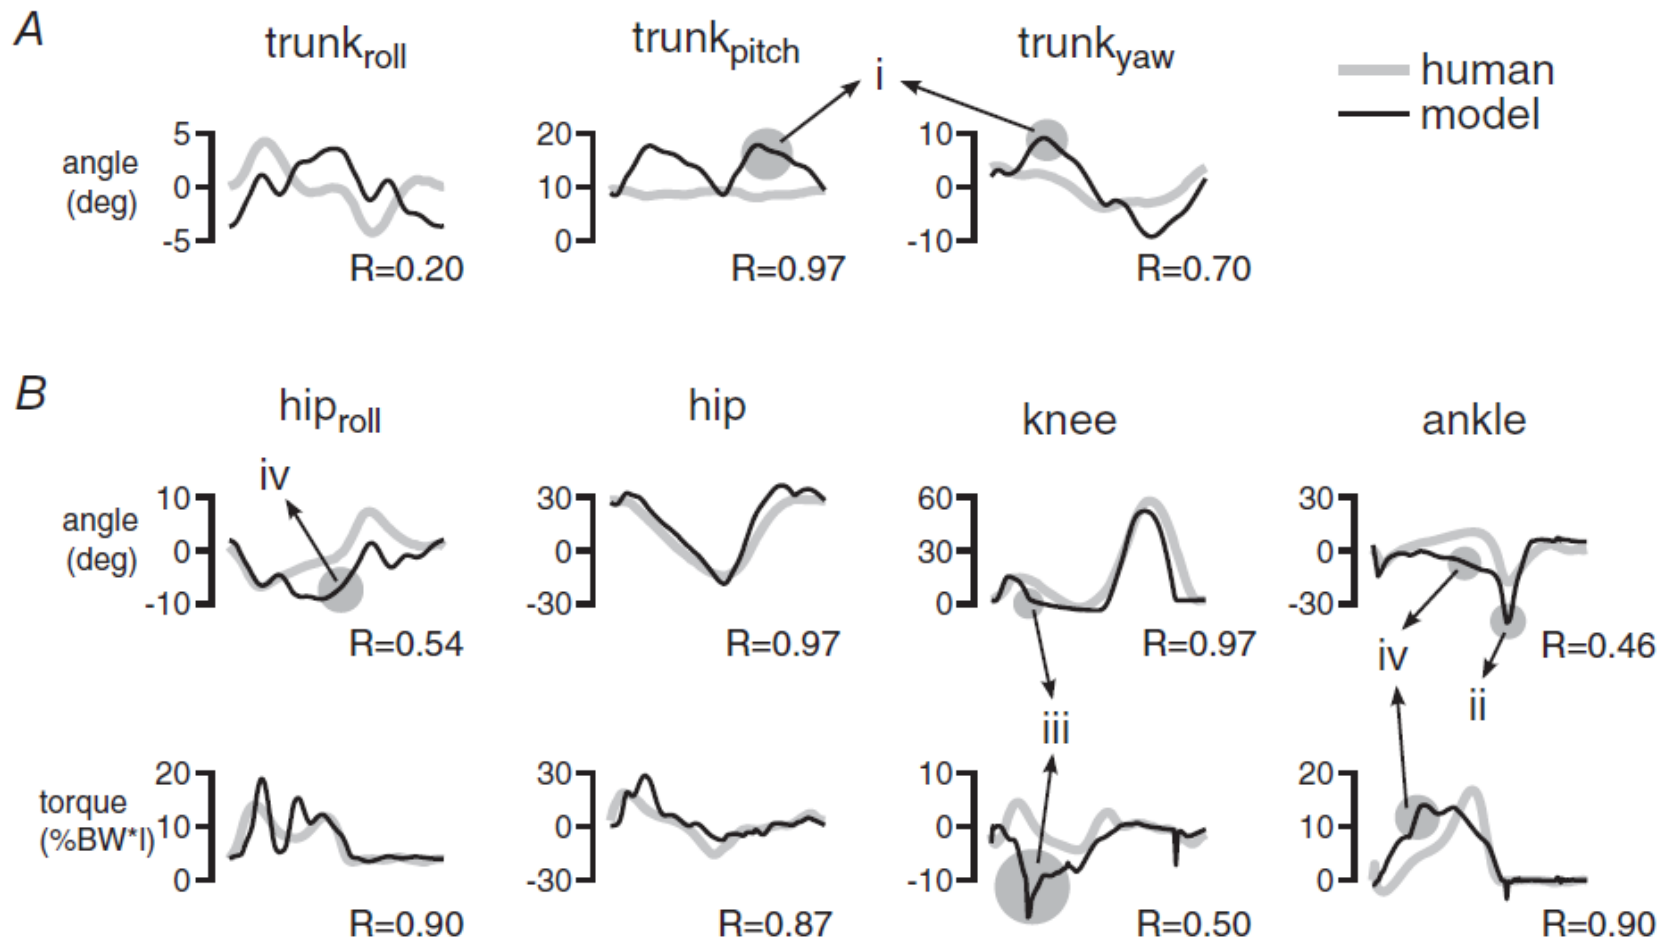 A
trunkroll
trunkpitch
trunkyaw
human
model
i
angle
(deg)
5
0
-5
R=0.20
20
10
0
R=0.97
10
0
-10
R=0.70
B
hiproll
hip
knee
ankle
iv
angle
(deg)
10
0
-10
R=0.54
30
0
-30
R=0.97
60
30
0
R=0.97
30
0
-30
R=0.46
iv
ii
iii
torque
(%BW*l)
20
10
0
R=0.90
30
0
-30
R=0.87
10
0
-10
R=0.50
20
10
0
R=0.90